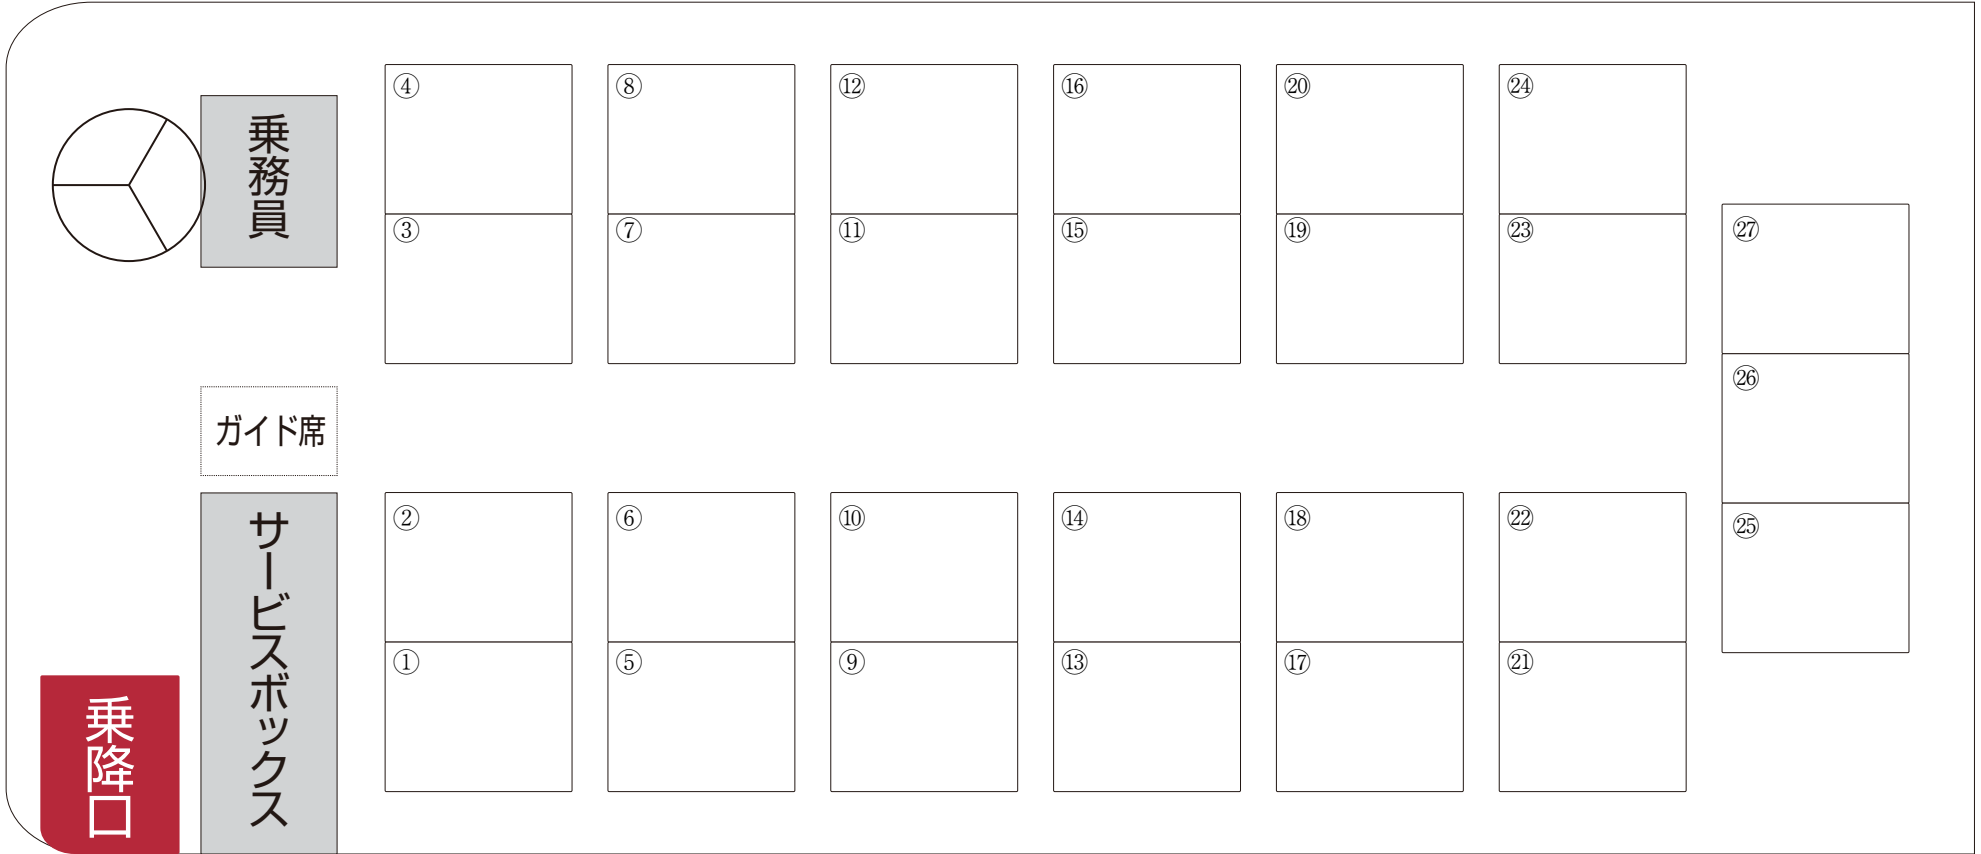 ④ ⑧ ⑫ ⑯ ⑳ ㉔
乗務員
③ ⑦ ⑪ ⑮ ⑲ ㉓ ㉗
㉖
ガイド席
② ⑥ ⑩ ⑭ ⑱ ㉒ ㉕
サービスボックス
① ⑤ ⑨ ⑬ ⑰ ㉑
乗降口